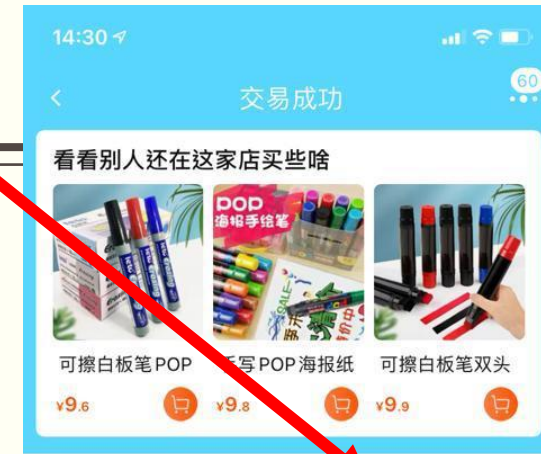 14:30
交易成功
60
看看别人还在这家店买些啥
POP
海报手绘笔
SALE
可擦白板笔POP
手写POP海报纸
可擦白板笔双头
¥9.6
¥9.8
¥9.9